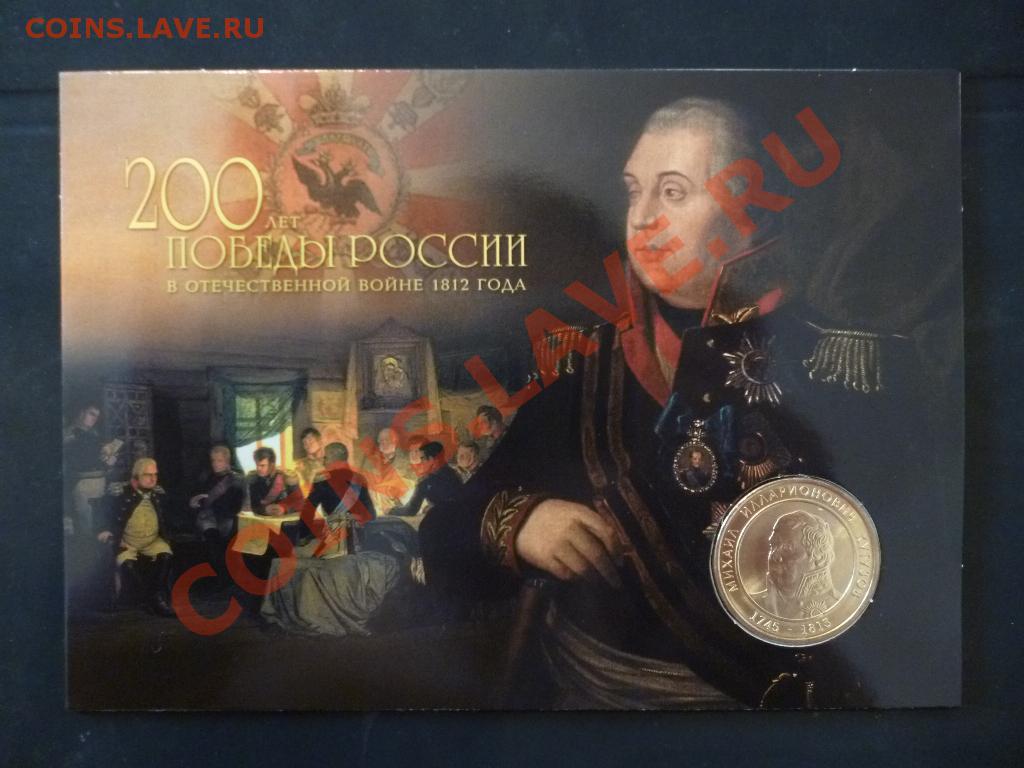 COINS.LAVE.RU
200 ЛЕТ
ПОБЕДЫ РОССИИ
В ОТЕЧЕСТВЕННОЙ ВОЙНЕ 1812 ГОДА
COINS.LAVE.RU
МИХАИЛ ИЛЛАРИОНОВИЧ КУТУЗОВ
1745 - 1813